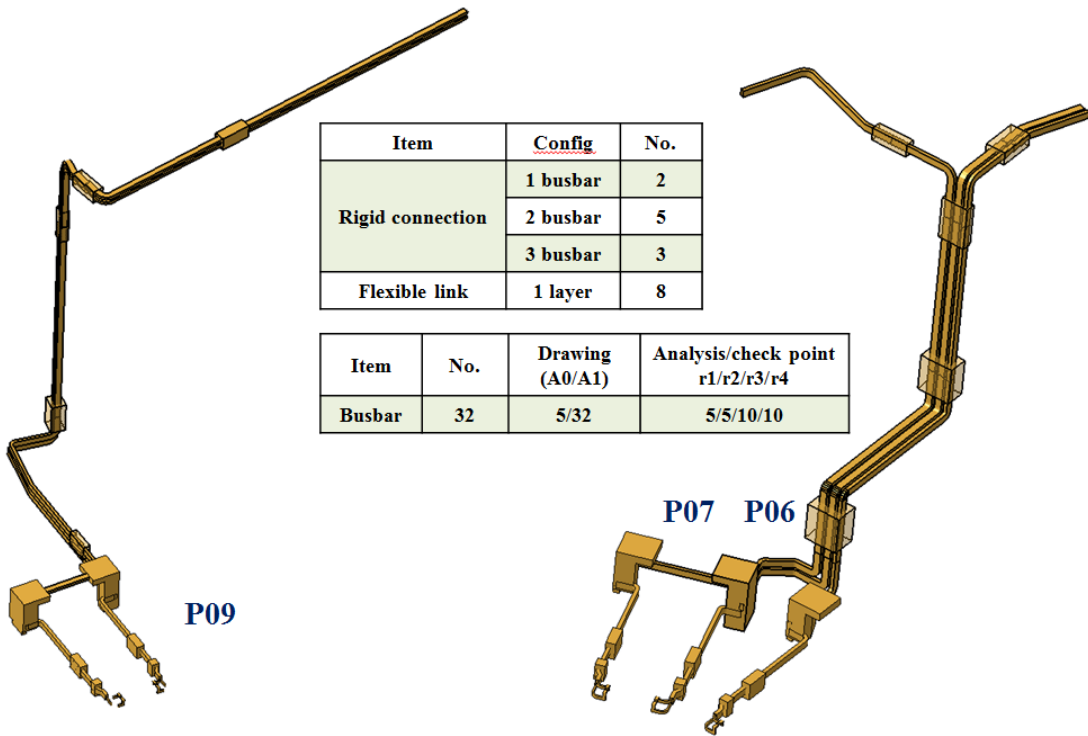 Item Config No.
Rigid connection 1 busbar 2
2 busbar 5
3 busbar 3
Flexible link 1 layer 8
Item No. Drawing (A0/A1) Analysis/check point r1/r2/r3/r4
Busbar 32 5/32 5/5/10/10
P07 P06
P09